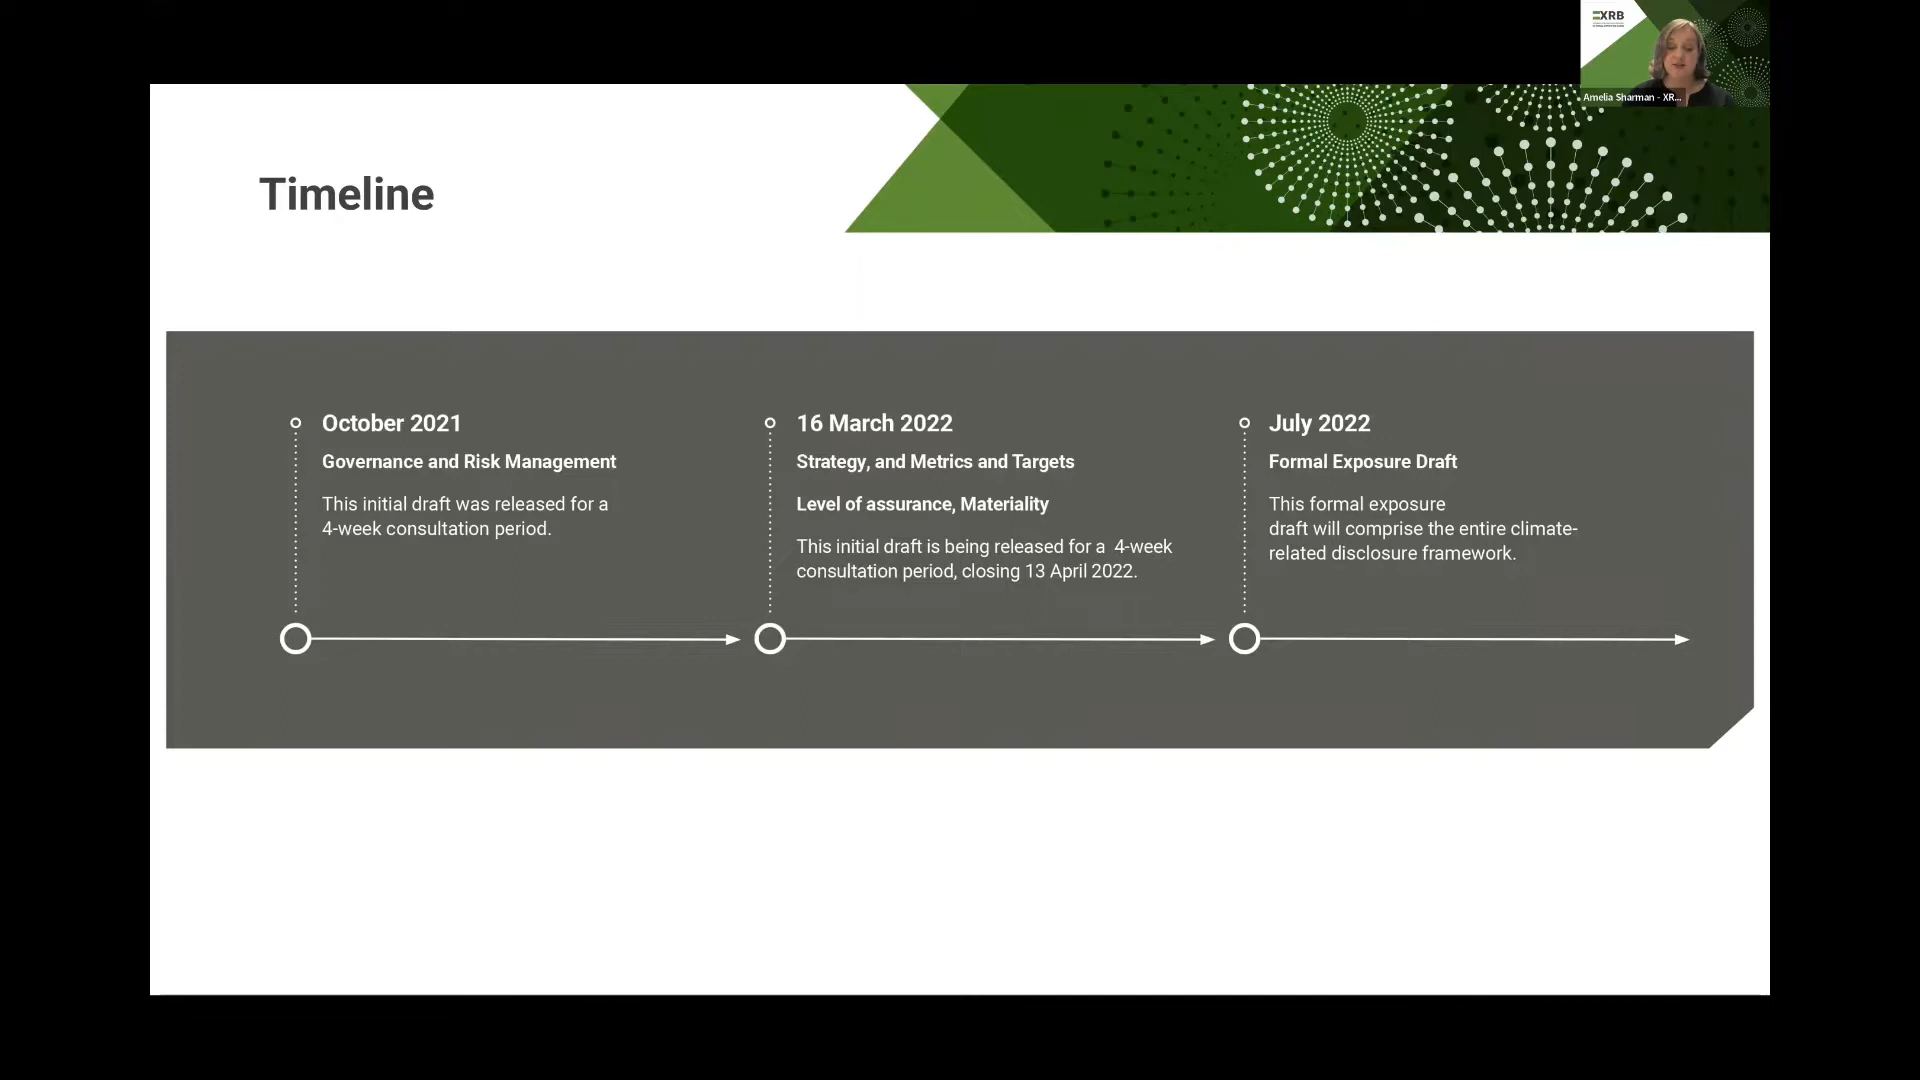 XRB
Amelia Sharman - XR...
Timeline
October 2021
Governance and Risk Management
This initial draft was released for a
4-week consultation period.
16 March 2022
Strategy, and Metrics and Targets
Level of assurance, Materiality
This initial draft is being released for a  4-week
consultation period, closing 13 April 2022.
July 2022
Formal Exposure Draft
This formal exposure
draft will comprise the entire climate-
related disclosure framework.